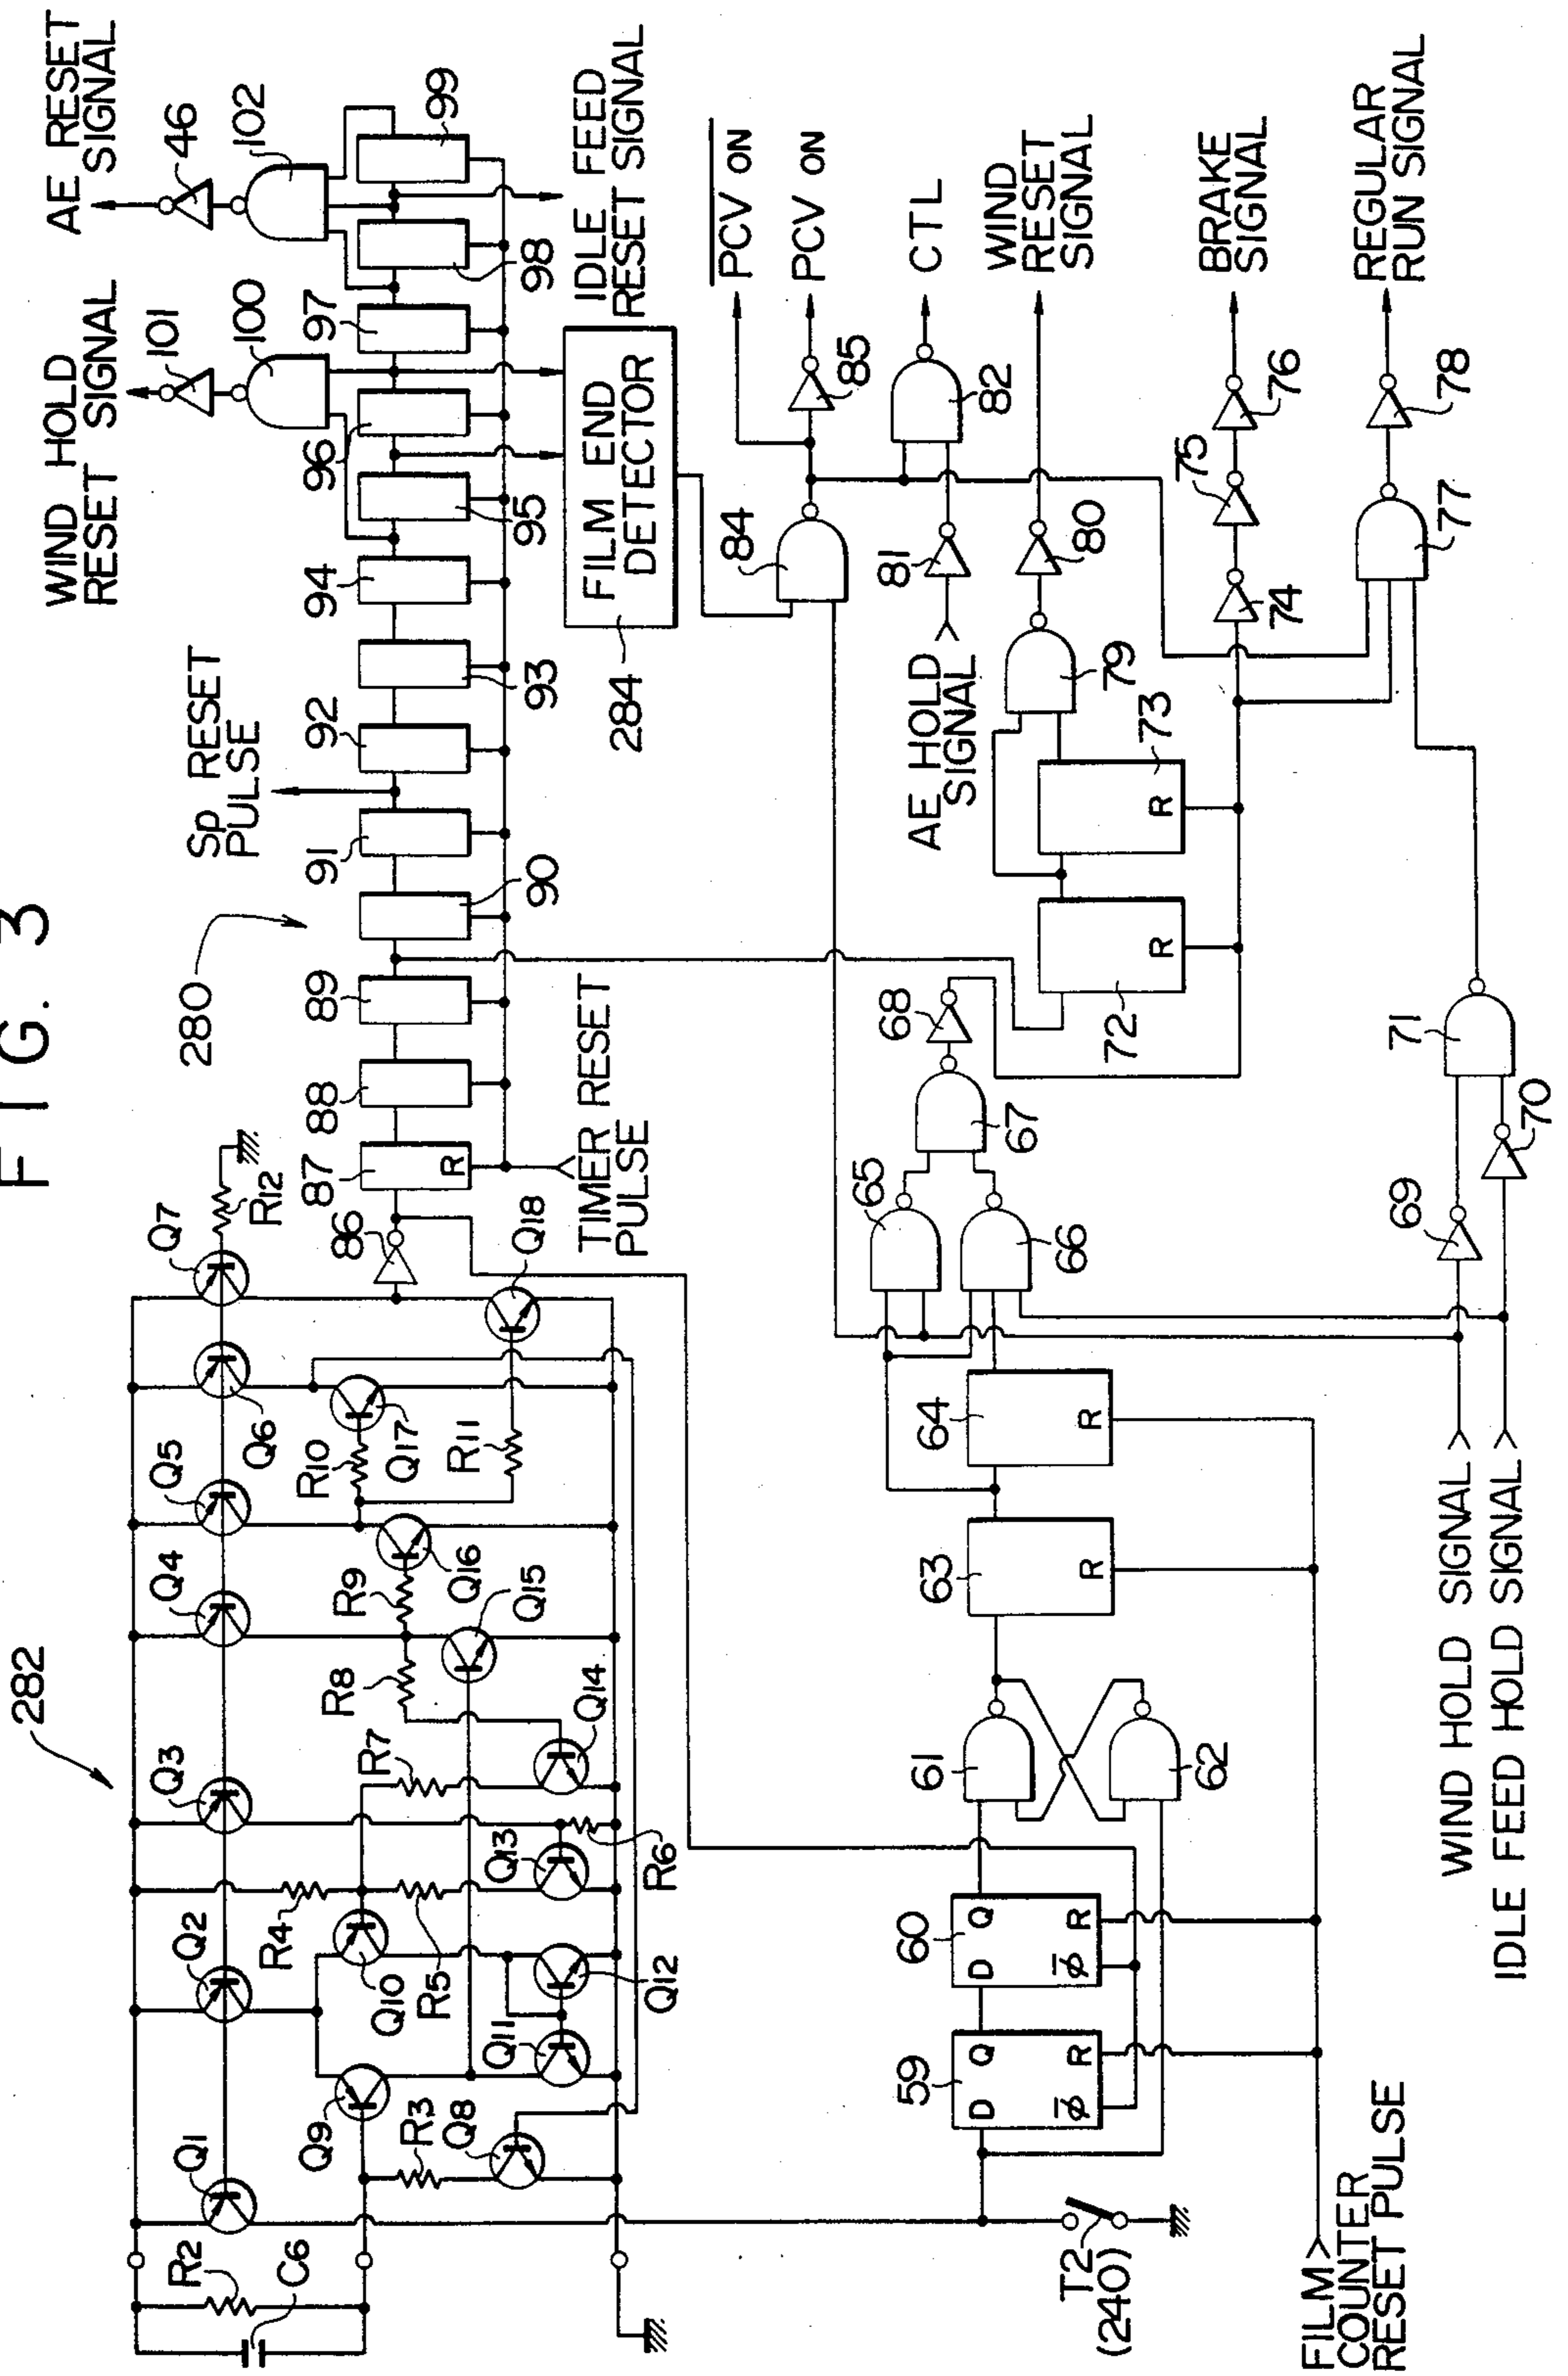 FIG. 3
282
Q1
Q2
Q3
Q4
Q5
Q6
Q7
R12
R2
C6
Q9
R3
Q8
R4
Q10
R5
Q11
Q12
Q13
R6
R7
Q14
R8
R9
Q15
Q16
R10
Q17
R11
Q18
86
280
87
R
88
89
90
91
92
93
94
95
96
97
98
99
TIMER RESET
PULSE
Sp RESET
PULSE
WIND HOLD
RESET SIGNAL
101
100
AE RESET
SIGNAL
46
102
IDLE FEED
RESET SIGNAL
FILM END
DETECTOR
284
84
85
PCV ON
PCV ON
81
82
CTL
AE HOLD
SIGNAL
79
80
WIND
RESET
SIGNAL
72
R
73
R
74
75
76
BRAKE
SIGNAL
77
78
REGULAR
RUN SIGNAL
T2
(240)
59
D
Q
φ
R
60
D
Q
φ
R
61
62
63
R
64
R
65
66
67
68
69
70
71
FILM
COUNTER
RESET PULSE
WIND HOLD SIGNAL
IDLE FEED HOLD SIGNAL